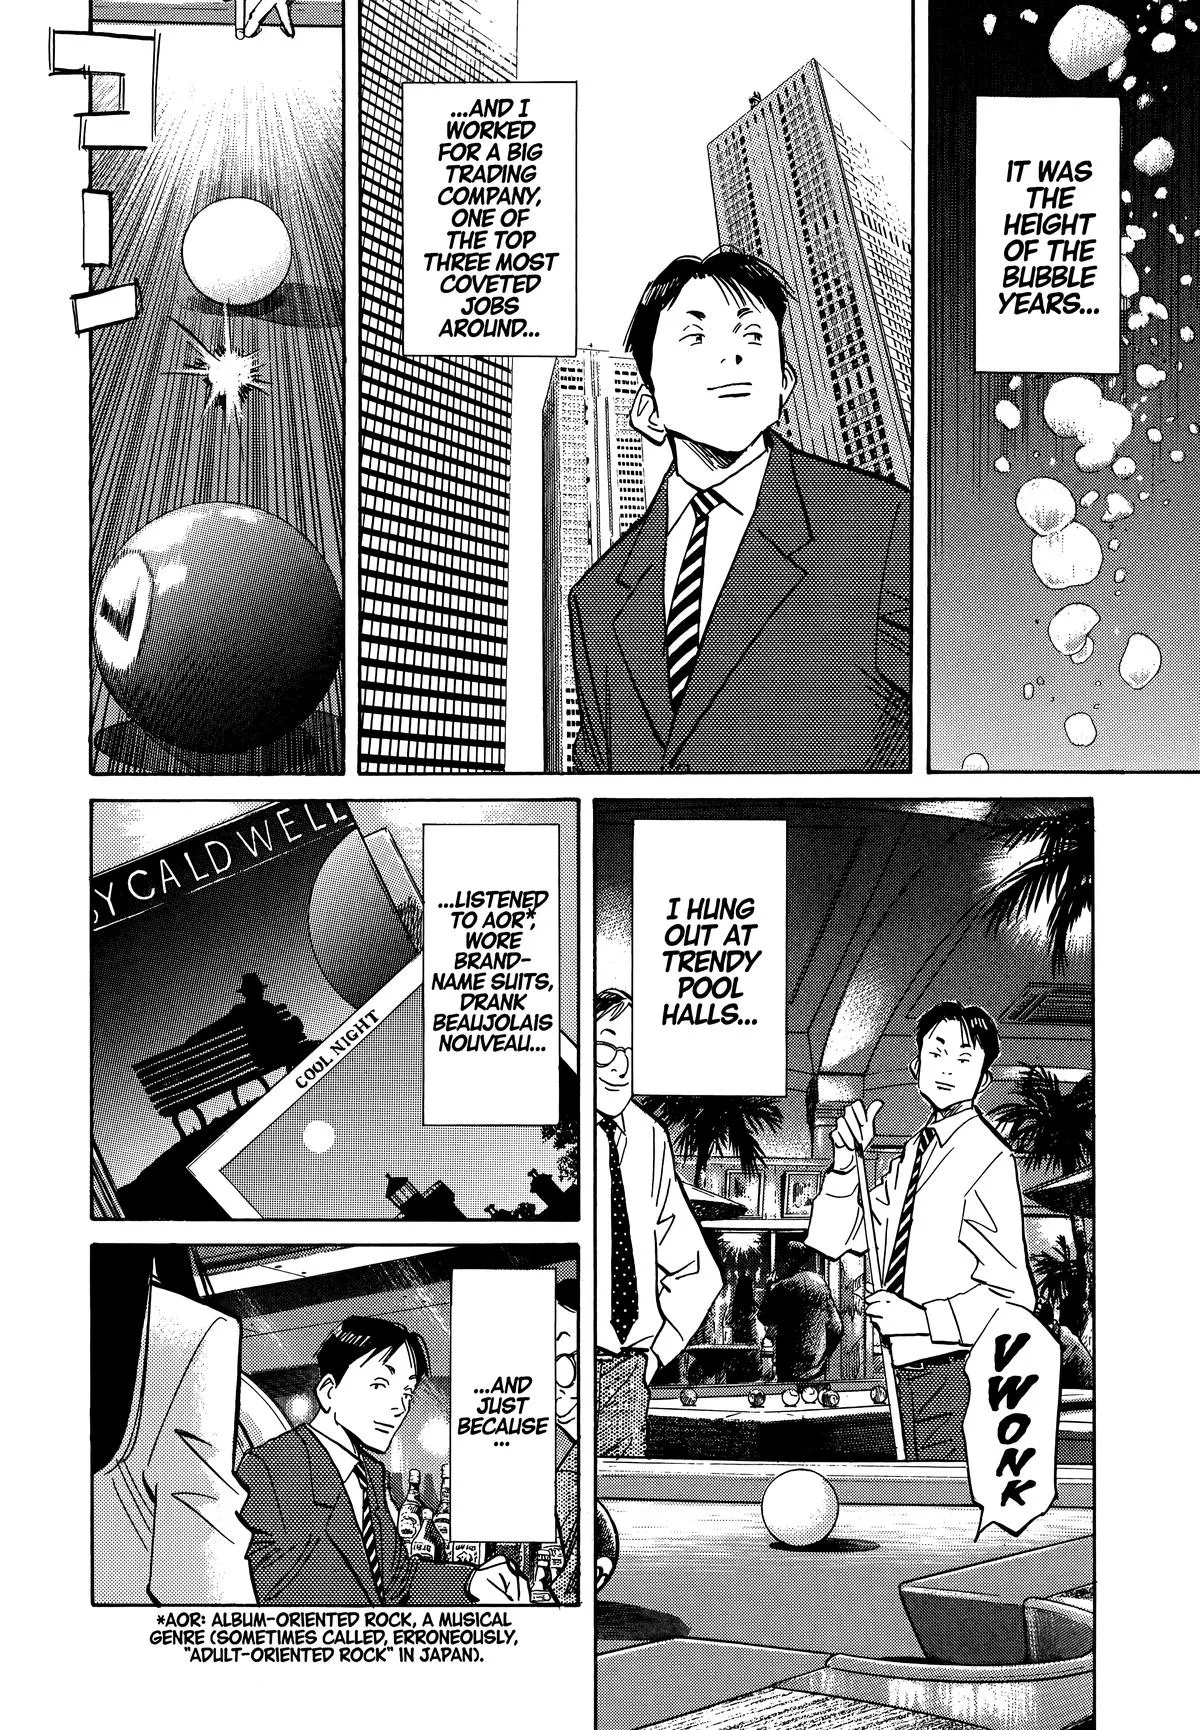 IT WAS
THE
HEIGHT
OF THE
BUBBLE
YEARS...
...AND I
WORKED
FOR A BIG
TRADING
COMPANY,
ONE OF
THE TOP
THREE MOST
COVETED
JOBS
AROUND...
I HUNG
OUT AT
TRENDY
POOL
HALLS...
VWONK
BY CALDWELL
COOL NIGHT
...LISTENED
TO AOR*,
WORE
BRAND-
NAME SUITS,
DRANK
BEAUJOLAIS
NOUVEAU...
...AND
JUST
BECAUSE
...
*AOR: ALBUM-ORIENTED ROCK, A MUSICAL
GENRE (SOMETIMES CALLED, ERRONEOUSLY,
"ADULT-ORIENTED ROCK" IN JAPAN).